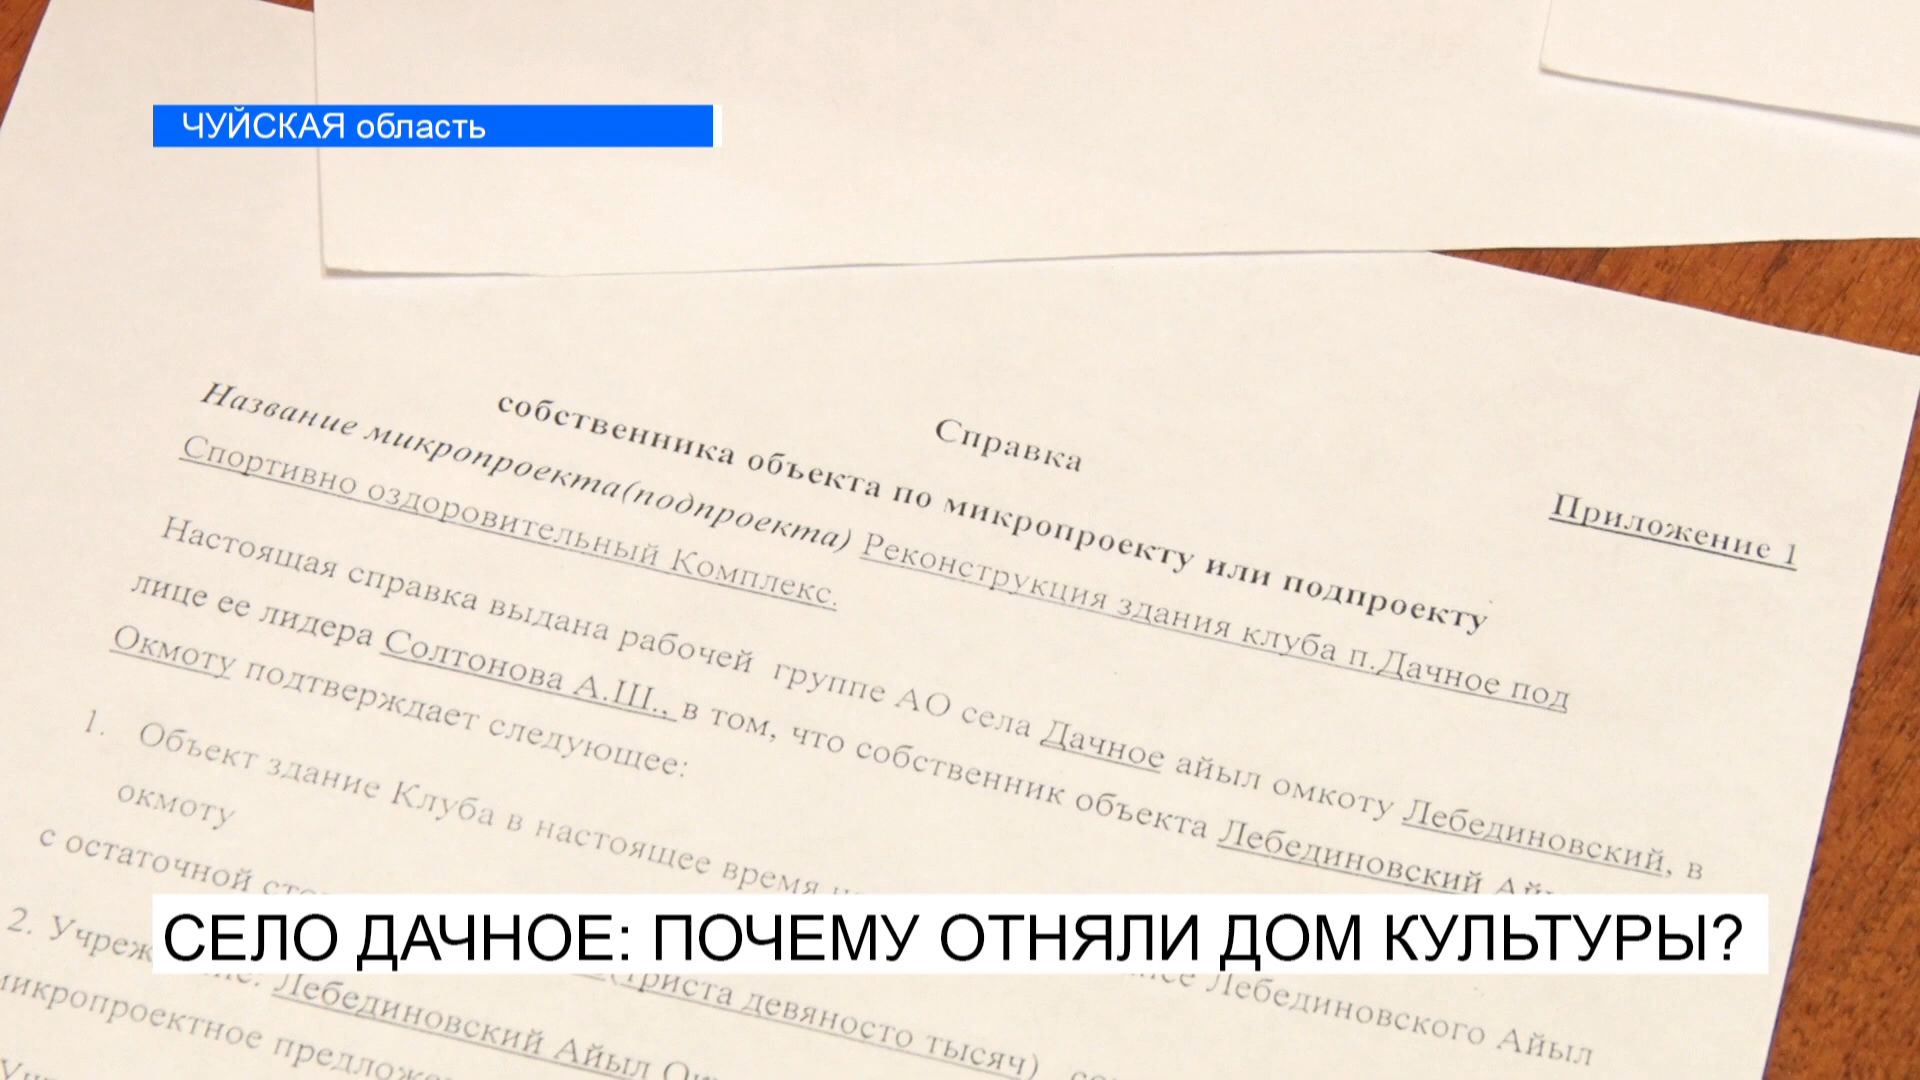 ЧУЙСКАЯ область
Приложение 1
Справка
собственника объекта по микропроекту или подпроекту
Название микропроекта(подпроекта) Реконструкция здания клуба п.Дачное под
Спортивно оздоровительный Комплекс.
Настоящая справка выдана рабочей группе АО села Дачное айыл омкоту Лебединовский, в
лице ее лидера Солтонова А.Ш., в том, что собственник объекта Лебединовский
Окмоту подтверждает следующее:
1. Объект здание Клуба в настоящее время Лебединовского Айыл
окмоту
с остаточной (триста девяносто тысяч)
2. Лебединовский Айыл
микропроектное
СЕЛО ДАЧНОЕ: ПОЧЕМУ ОТНЯЛИ ДОМ КУЛЬТУРЫ?